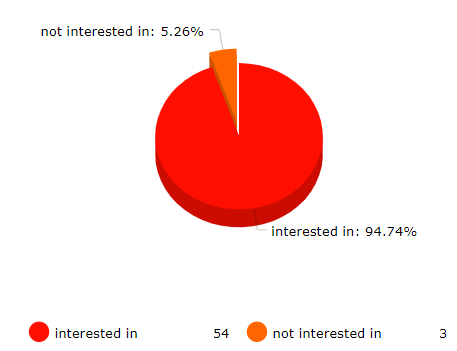 not interested in: 5.26%
interested in: 94.74%
interested in 54 not interested in 3